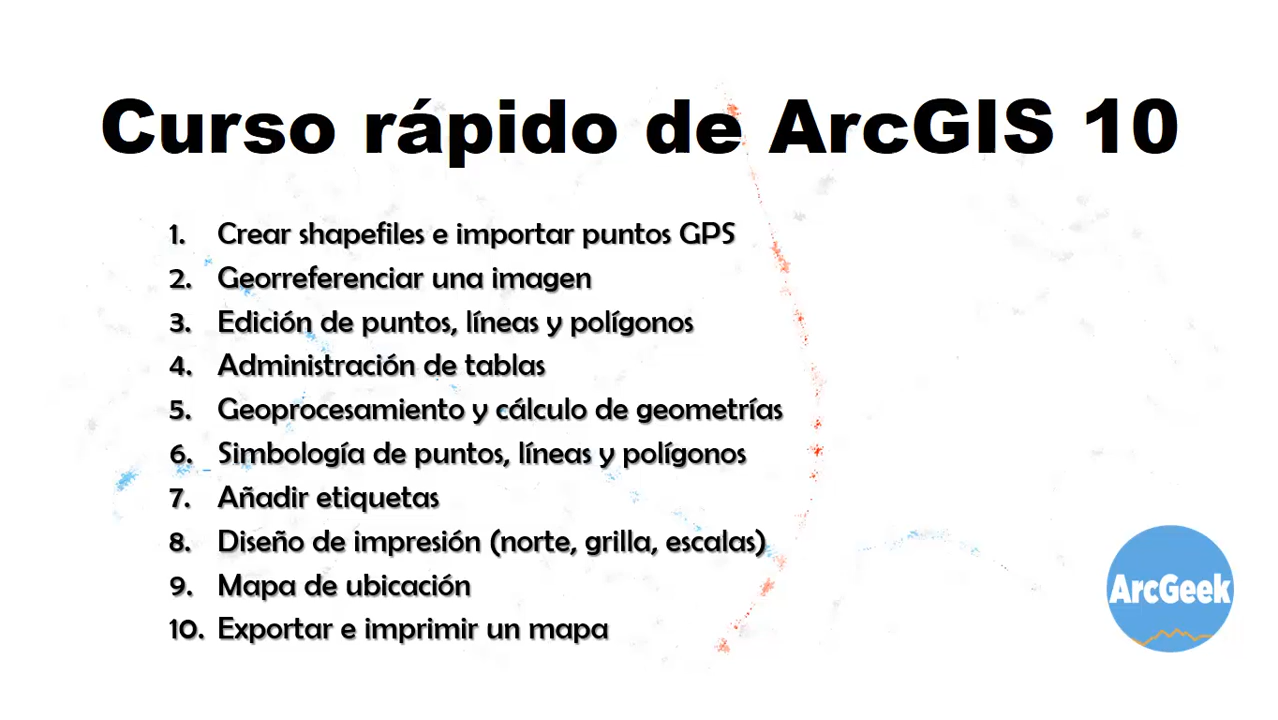 Curso rápido de ArcGIS 10
1. Crear shapefiles e importar puntos GPS
2. Georreferenciar una imagen
3. Edición de puntos, líneas y polígonos
4. Administración de tablas
5. Geoprocesamiento y cálculo de geometrías
6. Simbología de puntos, líneas y polígonos
7. Añadir etiquetas
8. Diseño de impresión (norte, grilla, escalas)
9. Mapa de ubicación
10. Exportar e imprimir un mapa
ArcGeek